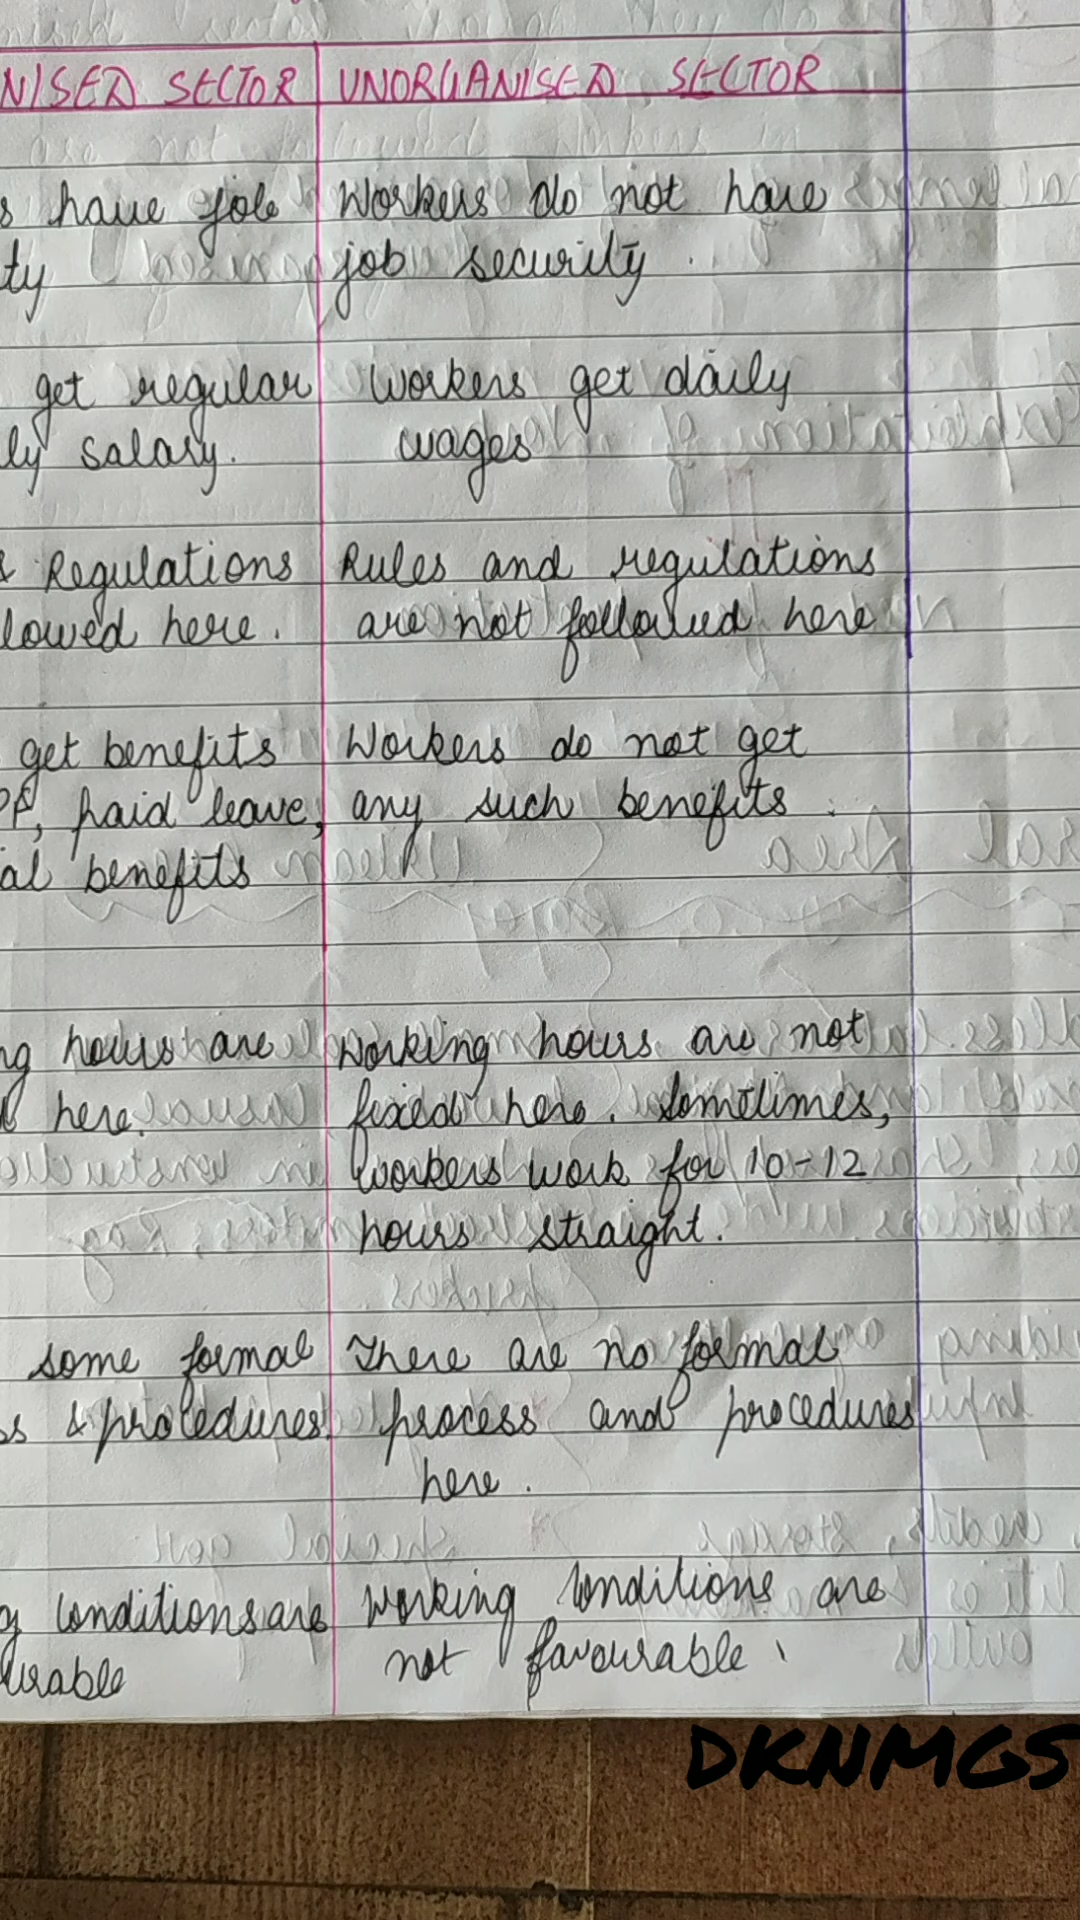 NISED SECTOR UNORGANISED SECTOR
s have job Workers do not have
ty job security.
get regular Workers get daily
ly salary. wages
& Regulations Rules and regulations
lowed here. are not followed here
get benefits Workers do not get
PF, paid leave, any such benefits.
al benefits
ng hours are Working hours are not
here. fixed here. Sometimes,
workers work for 10-12
hours straight.
some formal There are no formal
ss & procedures process and procedures
here.
g conditions are Working conditions are
urable not favourable.
DKNMGS